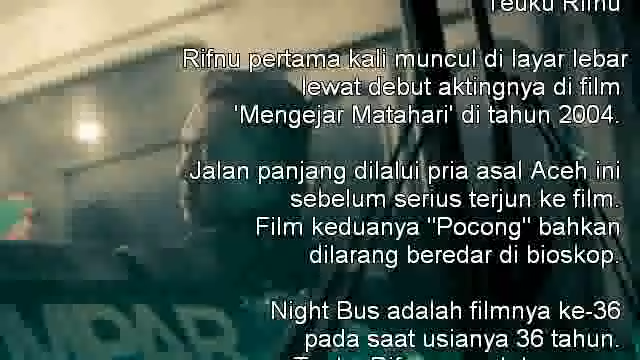 Teuku Rifnu
Rifnu pertama kali muncul di layar lebar
lewat debut aktingnya di film
'Mengejar Matahari' di tahun 2004.
Jalan panjang dilalui pria asal Aceh ini
sebelum serius terjun ke film.
Film keduanya "Pocong" bahkan
dilarang beredar di bioskop.
Night Bus adalah filmnya ke-36
pada saat usianya 36 tahun.